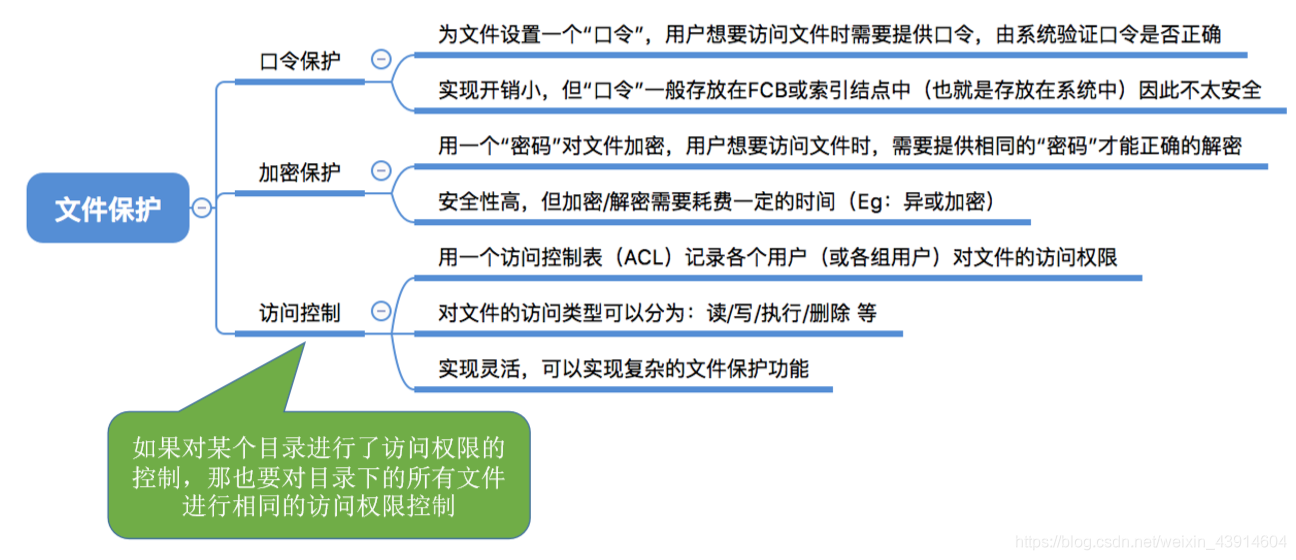 文件保护
口令保护
为文件设置一个“口令”，用户想要访问文件时需要提供口令，由系统验证口令是否正确
实现开销小，但“口令”一般存放在FCB或索引结点中（也就是存放在系统中）因此不太安全
加密保护
用一个“密码”对文件加密，用户想要访问文件时，需要提供相同的“密码”才能正确的解密
安全性高，但加密/解密需要耗费一定的时间（Eg：异或加密）
访问控制
用一个访问控制表（ACL）记录各个用户（或各组用户）对文件的访问权限
对文件的访问类型可以分为：读/写/执行/删除 等
实现灵活，可以实现复杂的文件保护功能
如果对某个目录进行了访问权限的
控制，那也要对目录下的所有文件
进行相同的访问权限控制
https://blog.csdn.net/weixin_43914604